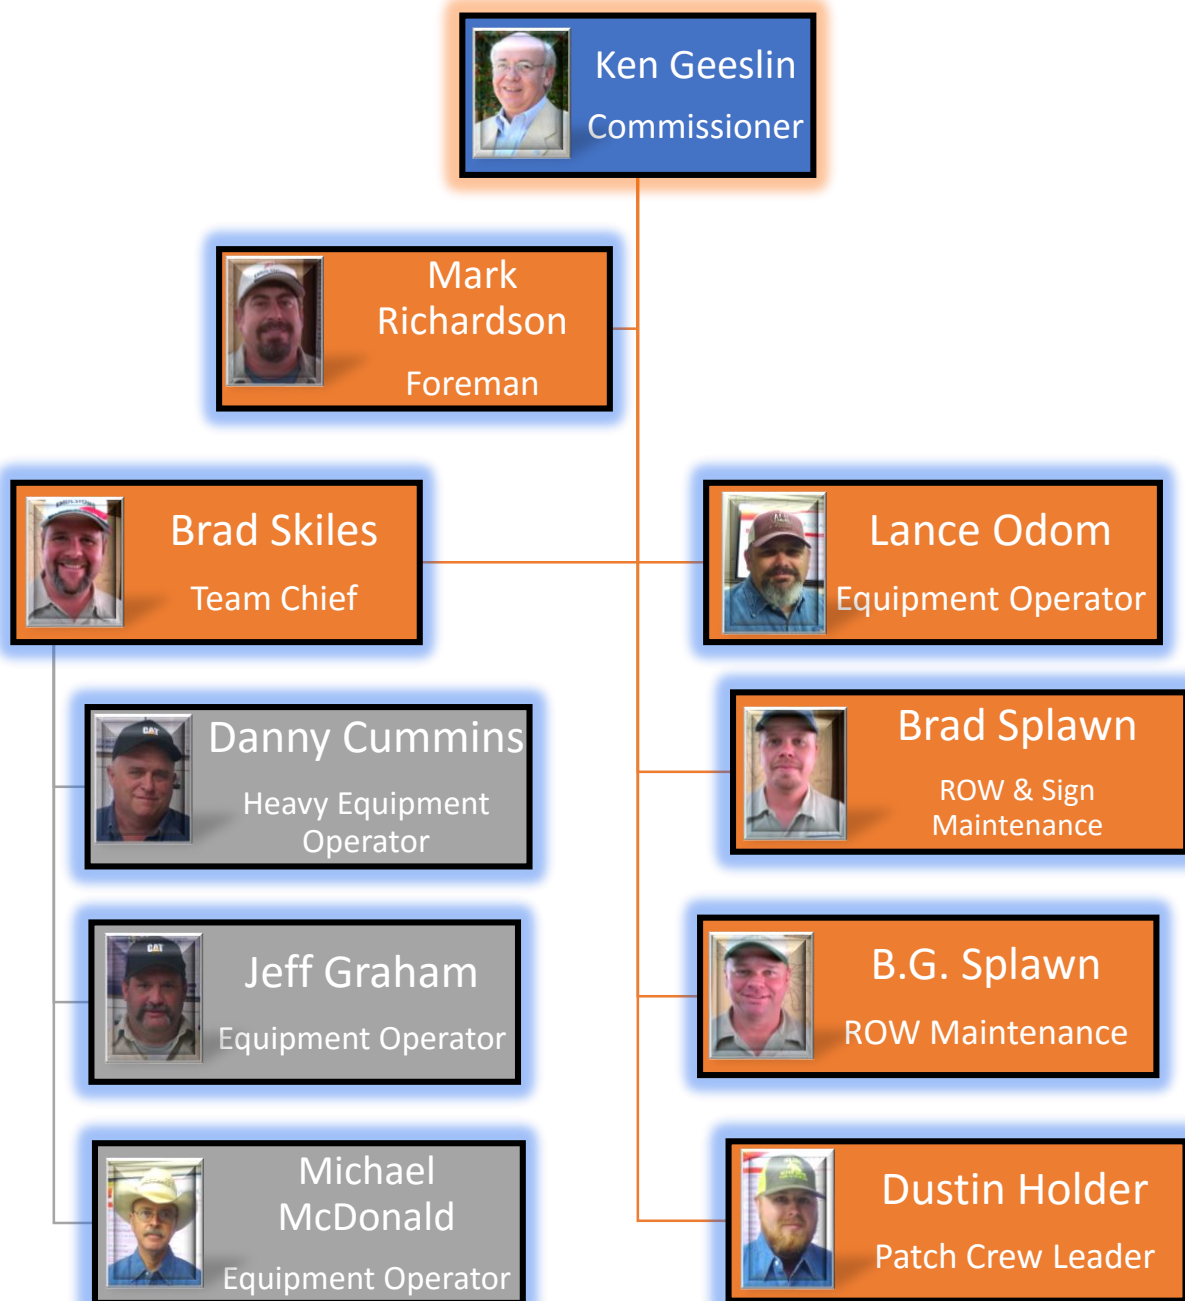 Ken Geeslin
Commissioner
Mark
Richardson
Foreman
Brad Skiles
Team Chief
Lance Odom
Equipment Operator
Danny Cummins
Heavy Equipment
Operator
Brad Splawn
ROW & Sign
Maintenance
Jeff Graham
Equipment Operator
B.G. Splawn
ROW Maintenance
Michael
McDonald
Equipment Operator
Dustin Holder
Patch Crew Leader
CAT
CAT